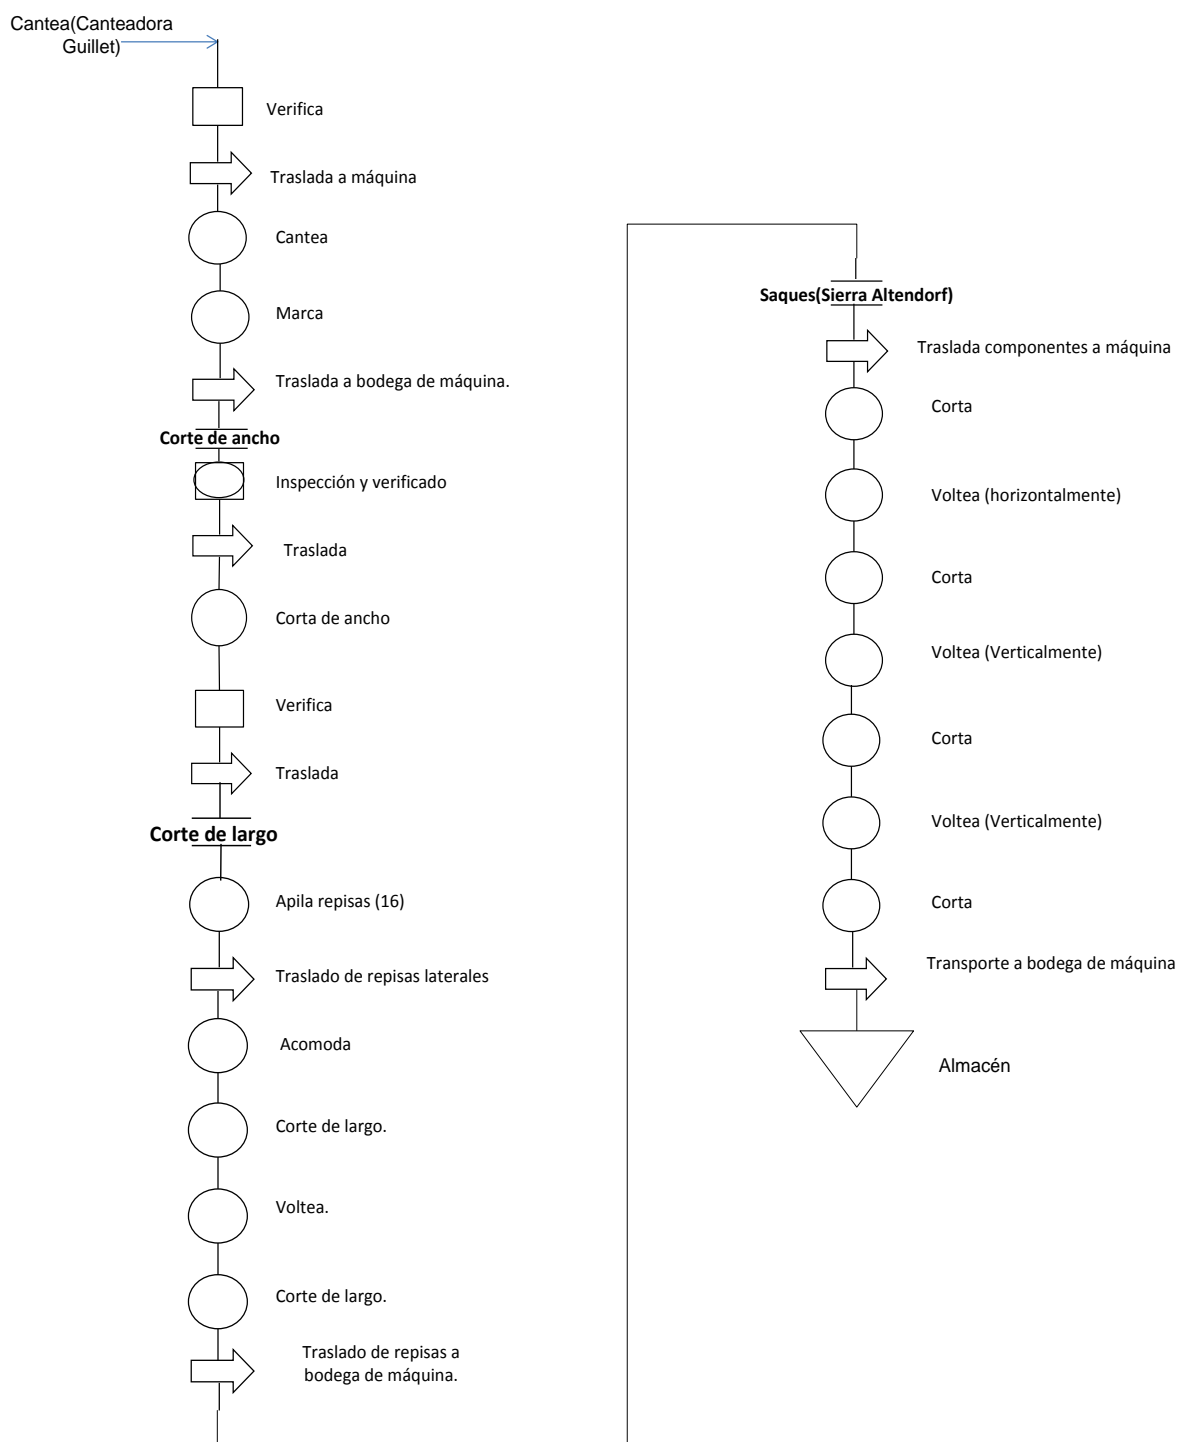 Cantea(Canteadora
Guillet)
Verifica
Traslada a máquina
Cantea
Marca
Traslada a bodega de máquina.
Corte de ancho
Inspección y verificado
Traslada
Corta de ancho
Verifica
Traslada
Corte de largo
Apila repisas (16)
Traslado de repisas laterales
Acomoda
Corte de largo.
Voltea.
Corte de largo.
Traslado de repisas a
bodega de máquina.
Saques(Sierra Altendorf)
Traslada componentes a máquina
Corta
Voltea (horizontalmente)
Corta
Voltea (Verticalmente)
Corta
Voltea (Verticalmente)
Corta
Transporte a bodega de máquina
Almacén